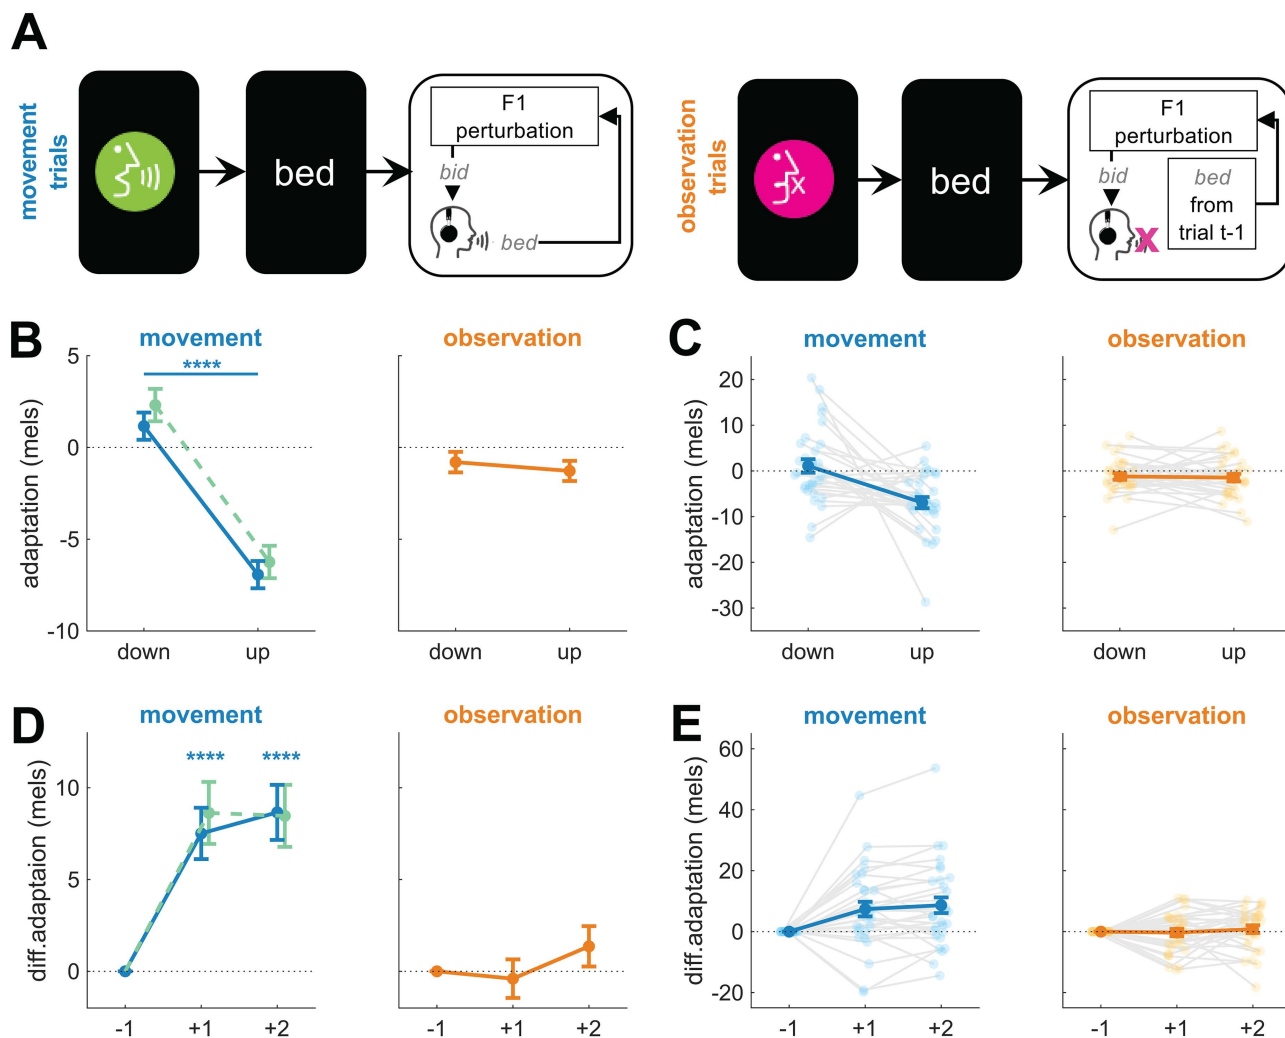 A
movement
trials
bed
F1
perturbation
bid
bed
observation
trials
x
bed
F1
perturbation
bid
X
bed
from
trial t-1
B
movement
observation
****
adaptation (mels)
5
0
-5
-10
down
up
down
up
C
movement
observation
adaptation (mels)
20
10
0
-10
-20
-30
down
up
down
up
D
movement
observation
****
****
diff.adaptaion (mels)
10
5
0
-1
+1
+2
-1
+1
+2
E
movement
observation
diff.adaptation (mels)
60
40
20
0
-20
-1
+1
+2
-1
+1
+2